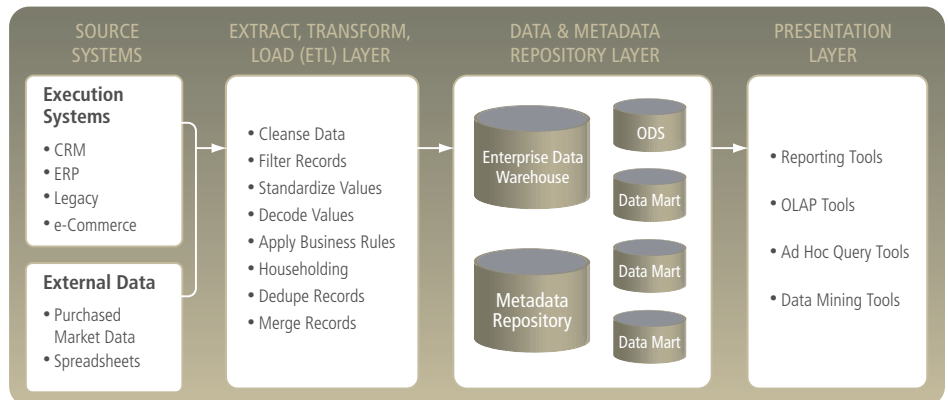 SOURCE
SYSTEMS
Execution
Systems
• CRM
• ERP
• Legacy
• e-Commerce
External Data
• Purchased
Market Data
• Spreadsheets
EXTRACT, TRANSFORM,
LOAD (ETL) LAYER
• Cleanse Data
• Filter Records
• Standardize Values
• Decode Values
• Apply Business Rules
• Householding
• Dedupe Records
• Merge Records
DATA & METADATA
REPOSITORY LAYER
Enterprise Data
Warehouse
Metadata
Repository
ODS
Data Mart
Data Mart
Data Mart
PRESENTATION
LAYER
• Reporting Tools
• OLAP Tools
• Ad Hoc Query Tools
• Data Mining Tools